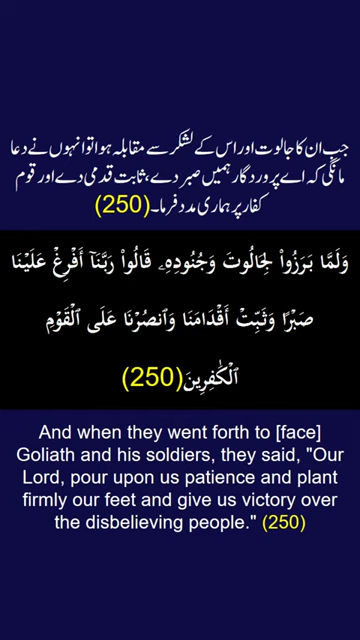 جب ان کا جالوت اور اس کے لشکر سے مقابلہ ہوا تو انہوں نے دعا
مانگی کہ اے پروردگار ہمیں صبر دے، ثابت قدمی دے اور قوم
کفار پر ہماری مدد فرما۔ (250)
وَلَمَّا بَرَزُوا۟ لِجَالُوتَ وَجُنُودِهِۦ قَالُوا۟ رَبَّنَآ أَفْرِغْ عَلَيْنَا
صَبْرًا وَثَبِّتْ أَقْدَامَنَا وَٱنصُرْنَا عَلَى ٱلْقَوْمِ
ٱلْكَٰفِرِينَ (250)
And when they went forth to [face]
Goliath and his soldiers, they said, "Our
Lord, pour upon us patience and plant
firmly our feet and give us victory over
the disbelieving people." (250)